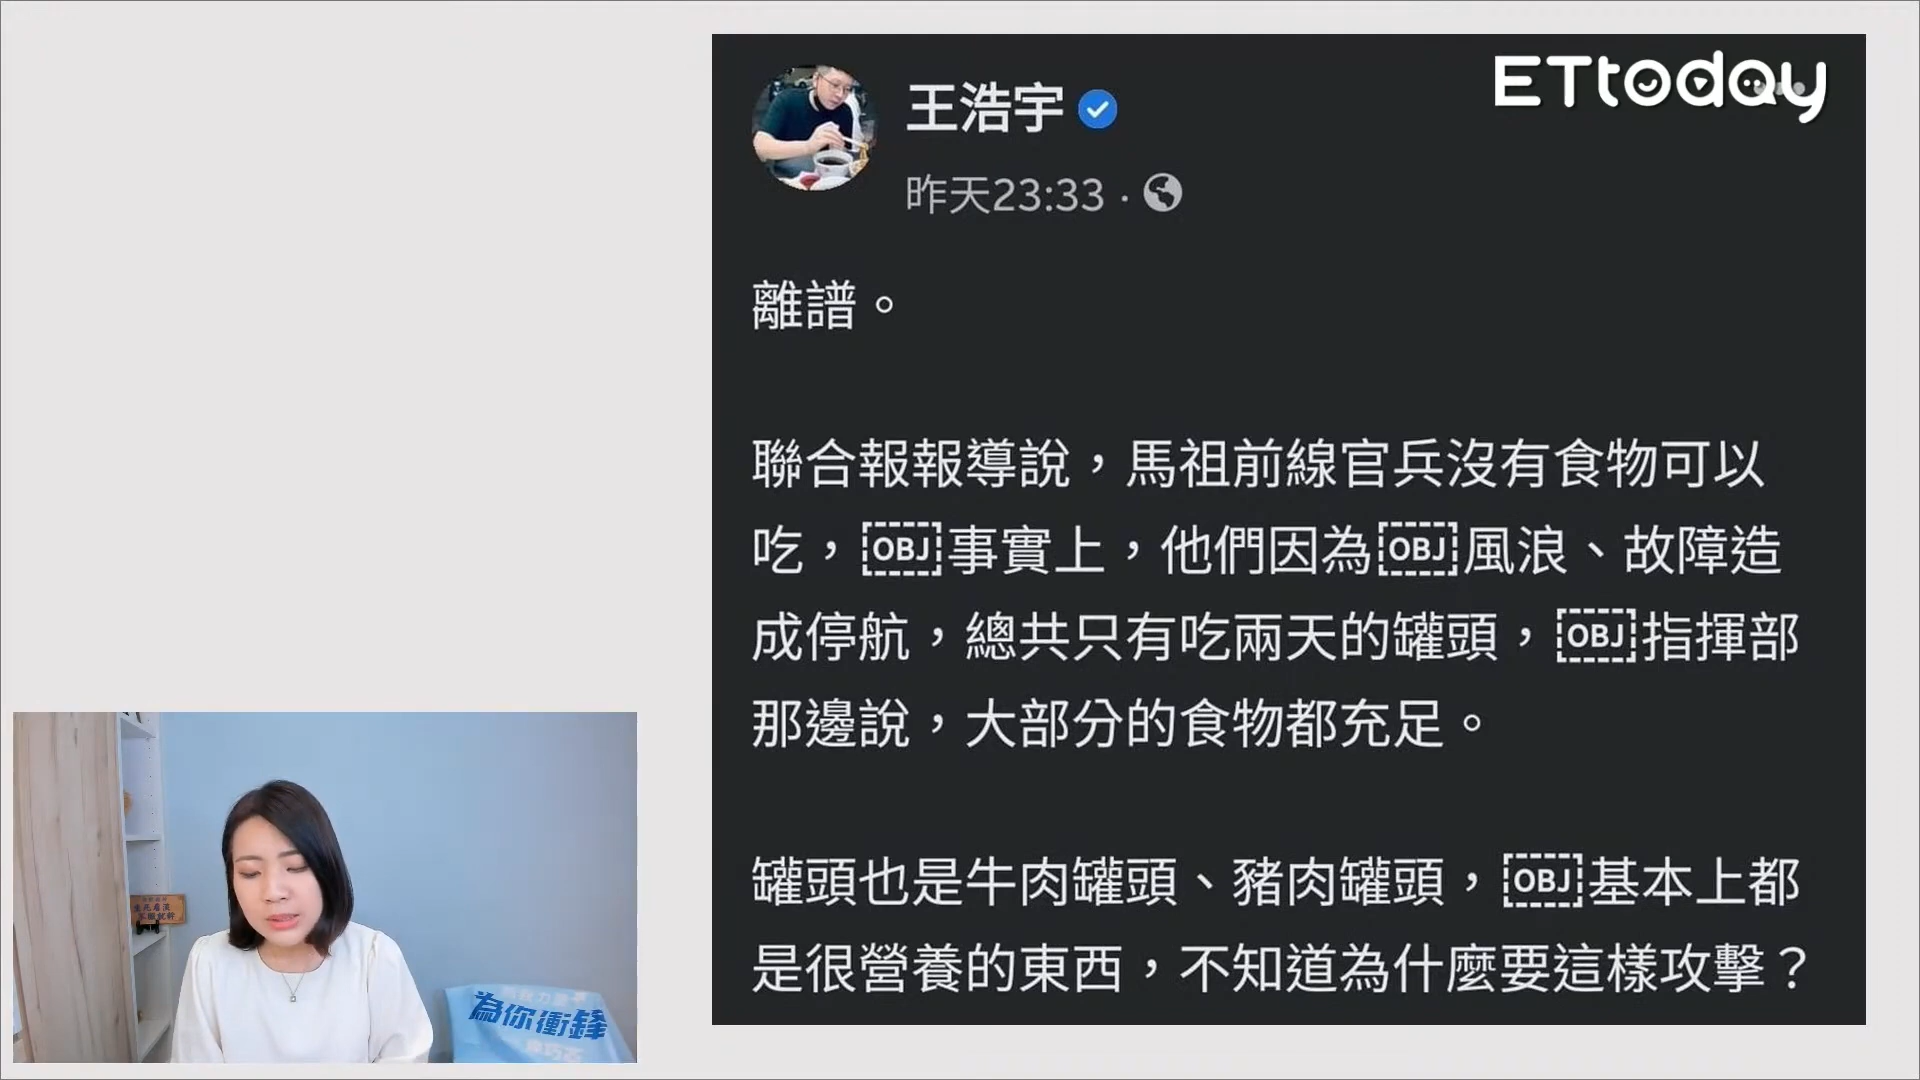 ETtoday
王浩宇
昨天23:33 ·
離譜。
聯合報報導說，馬祖前線官兵沒有食物可以
吃，OBJ事實上，他們因為OBJ風浪、故障造
成停航，總共只有吃兩天的罐頭，OBJ指揮部
那邊說，大部分的食物都充足。
罐頭也是牛肉罐頭、豬肉罐頭，OBJ基本上都
是很營養的東西，不知道為什麼要這樣攻擊？
為你衝鋒